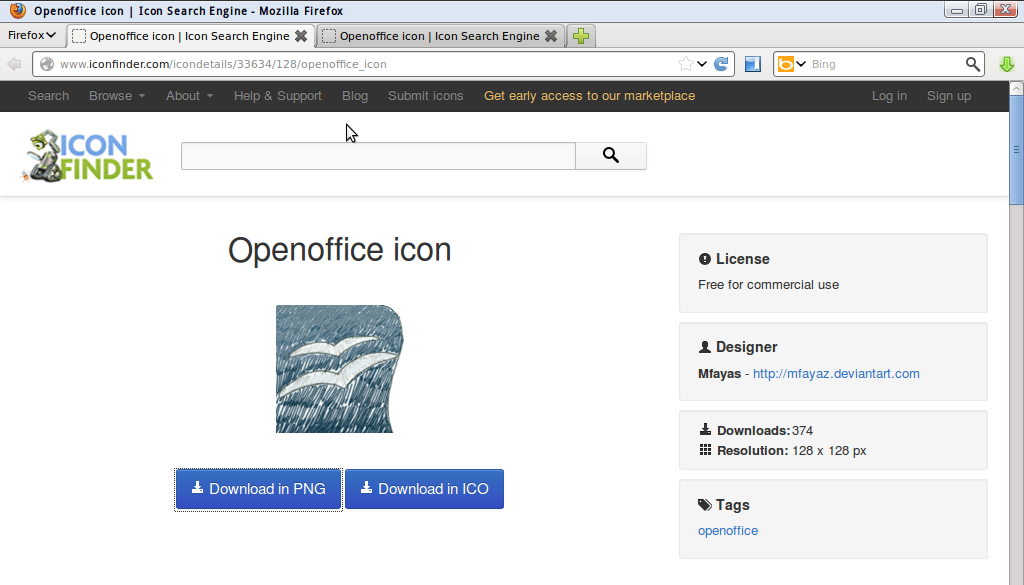 Openoffice icon | Icon Search Engine - Mozilla Firefox
Firefox
Openoffice icon | Icon Search Engine
Openoffice icon | Icon Search Engine
www.iconfinder.com/icondetails/33634/128/openoffice_icon
Bing
Search Browse About Help & Support Blog Submit icons Get early access to our marketplace Log in Sign up
ICON
FINDER
Openoffice icon
Download in PNG
Download in ICO
License
Free for commercial use
Designer
Mfayas - http://mfayaz.deviantart.com
Downloads: 374
Resolution: 128 x 128 px
Tags
openoffice